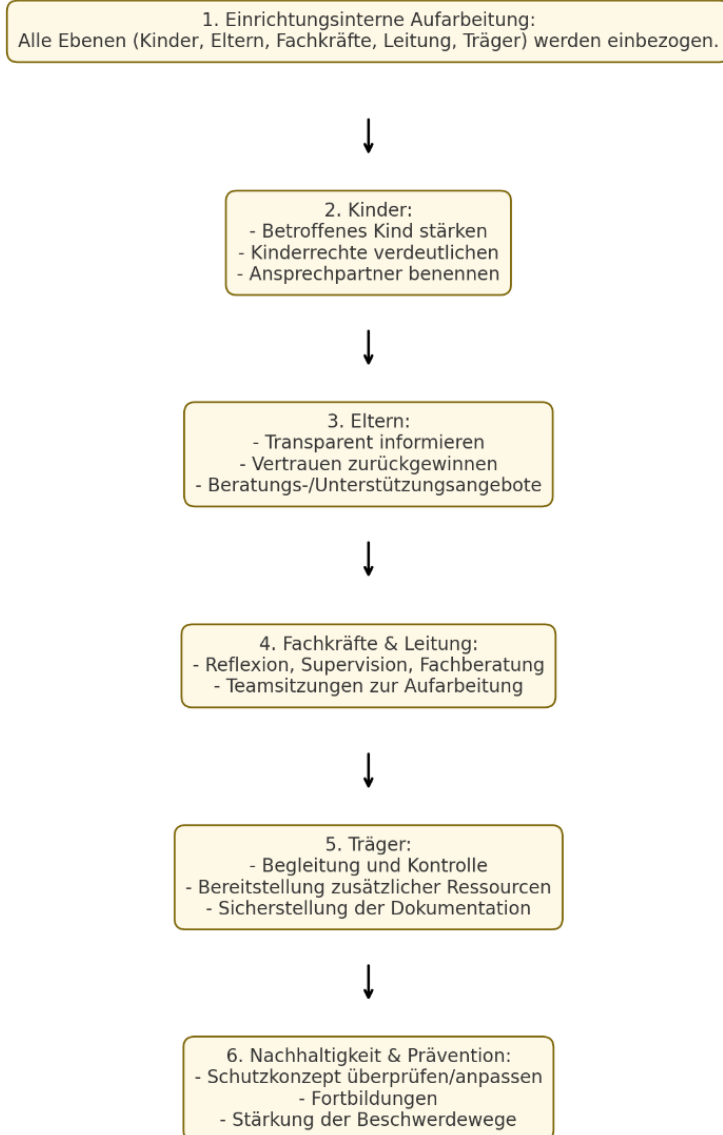 1. Einrichtungsinterne Aufarbeitung:
Alle Ebenen (Kinder, Eltern, Fachkräfte, Leitung, Träger) werden einbezogen.
2. Kinder:
- Betroffenes Kind stärken
- Kinderrechte verdeutlichen
- Ansprechpartner benennen
3. Eltern:
- Transparent informieren
- Vertrauen zurückgewinnen
- Beratungs-/Unterstützungsangebote
4. Fachkräfte & Leitung:
- Reflexion, Supervision, Fachberatung
- Teamsitzungen zur Aufarbeitung
5. Träger:
- Begleitung und Kontrolle
- Bereitstellung zusätzlicher Ressourcen
- Sicherstellung der Dokumentation
6. Nachhaltigkeit & Prävention:
- Schutzkonzept überprüfen/anpassen
- Fortbildungen
- Stärkung der Beschwerdewege